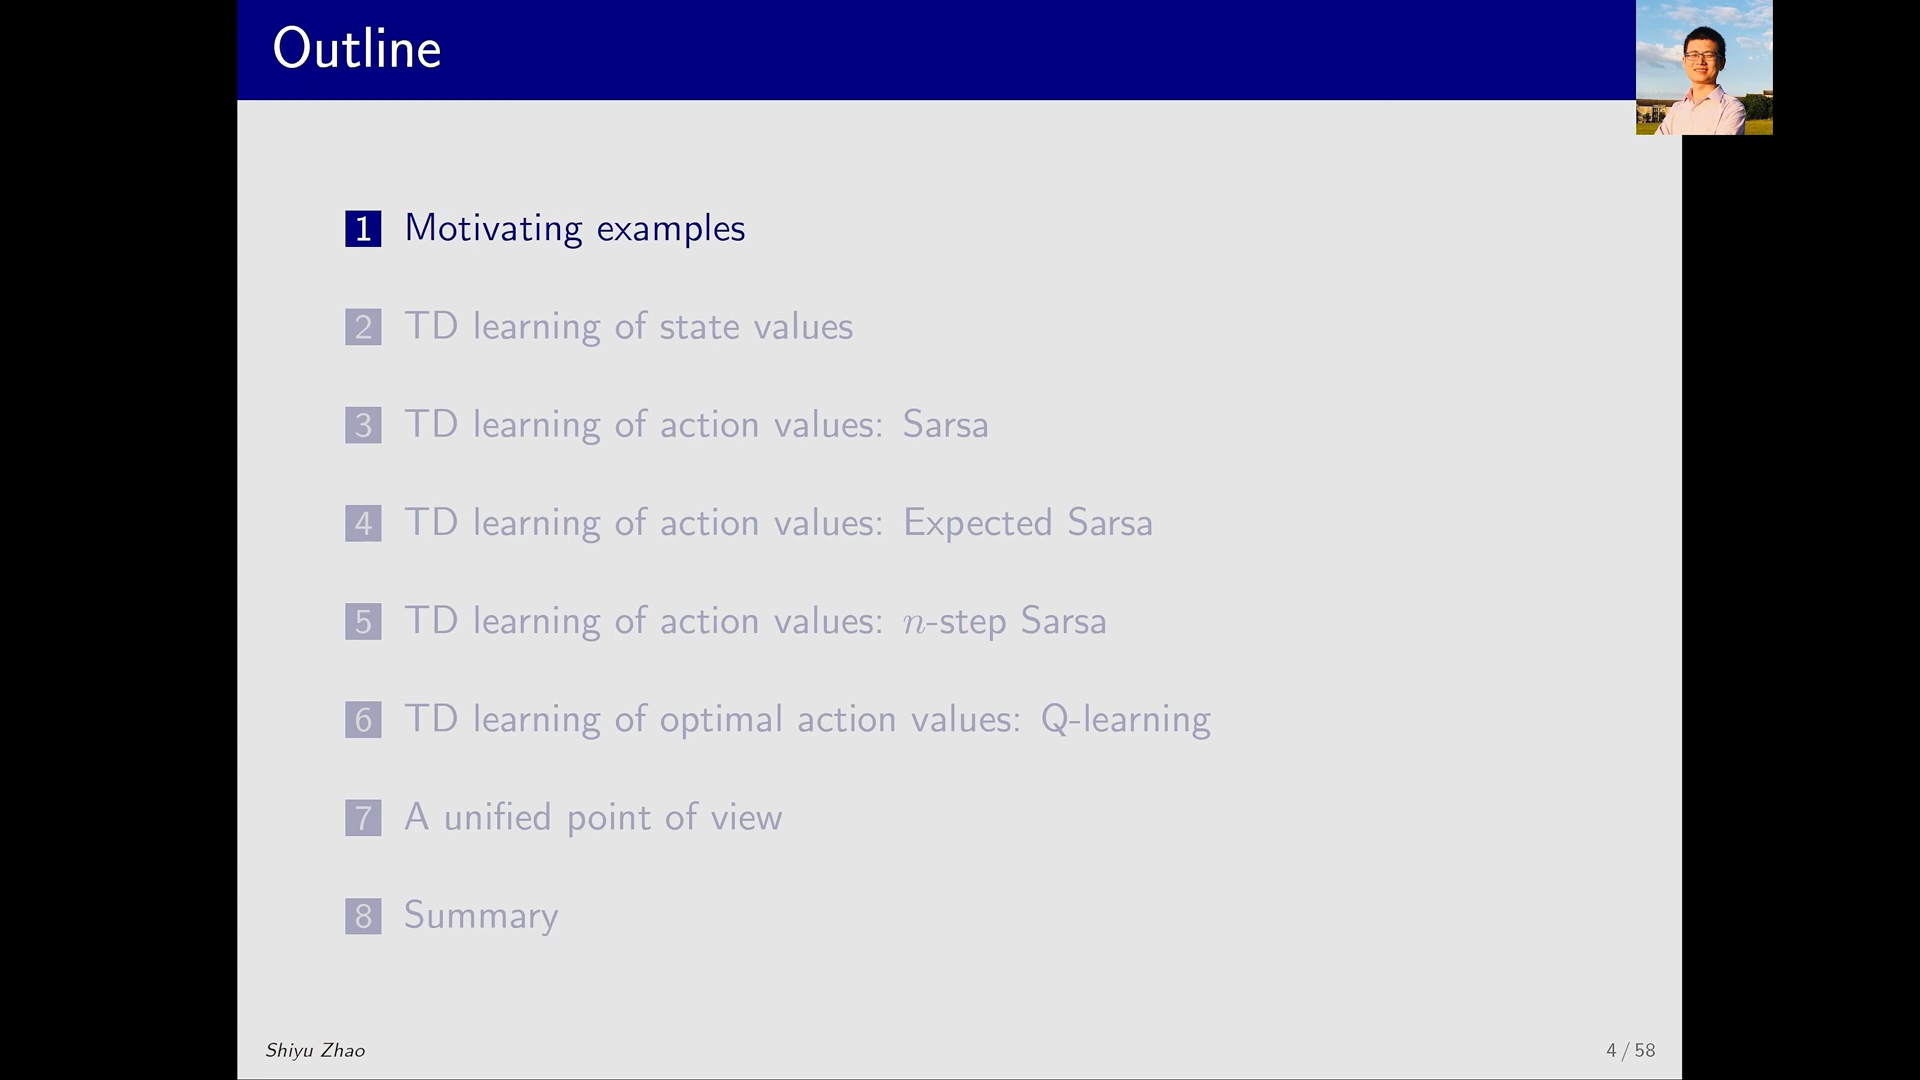 Outline
1 Motivating examples
2 TD learning of state values
3 TD learning of action values: Sarsa
4 TD learning of action values: Expected Sarsa
5 TD learning of action values: n-step Sarsa
6 TD learning of optimal action values: Q-learning
7 A unified point of view
8 Summary
Shiyu Zhao
4 / 58